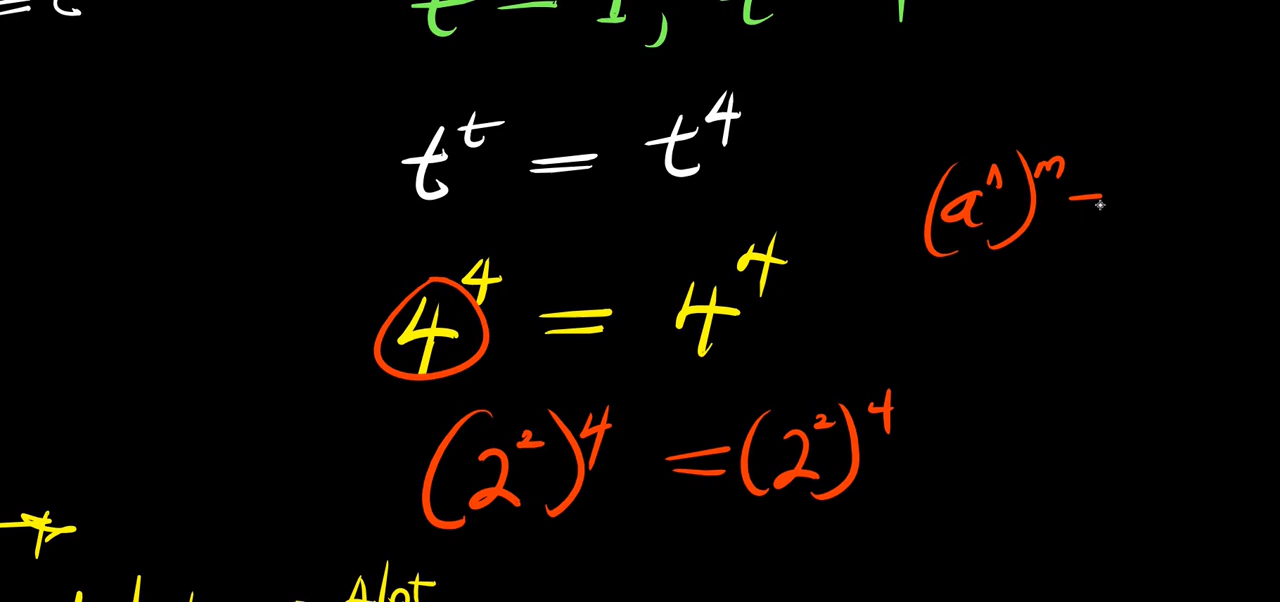 t = 1, t
t^t = t^4
(a^n)^m =
4^4 = 4^4
(2^2)^4 = (2^2)^4